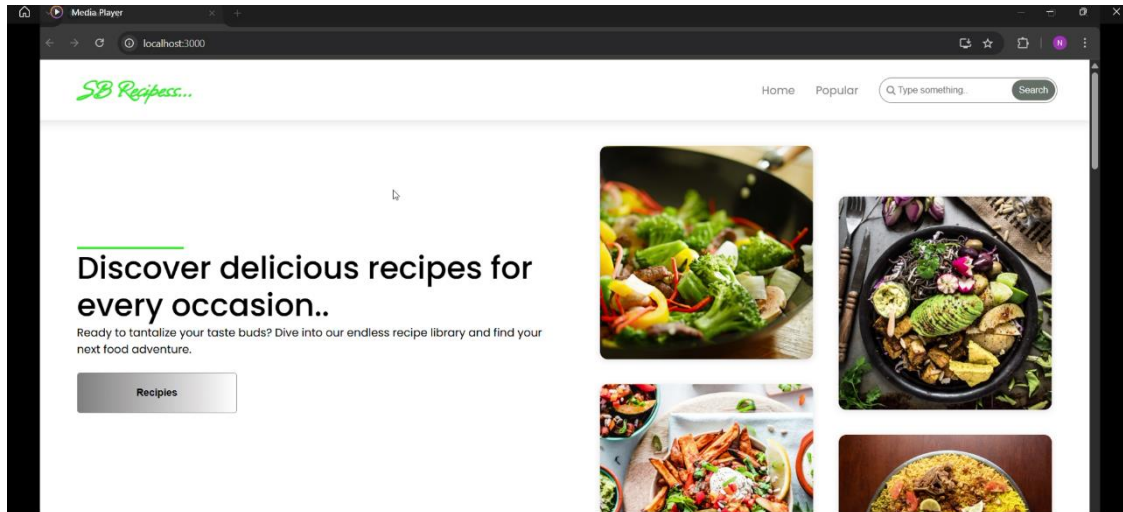 Media Player
localhost:3000
N
SB Recipess...
Home Popular Type something.. Search
Discover delicious recipes for
every occasion..
Ready to tantalize your taste buds? Dive into our endless recipe library and find your
next food adventure.
Recipies